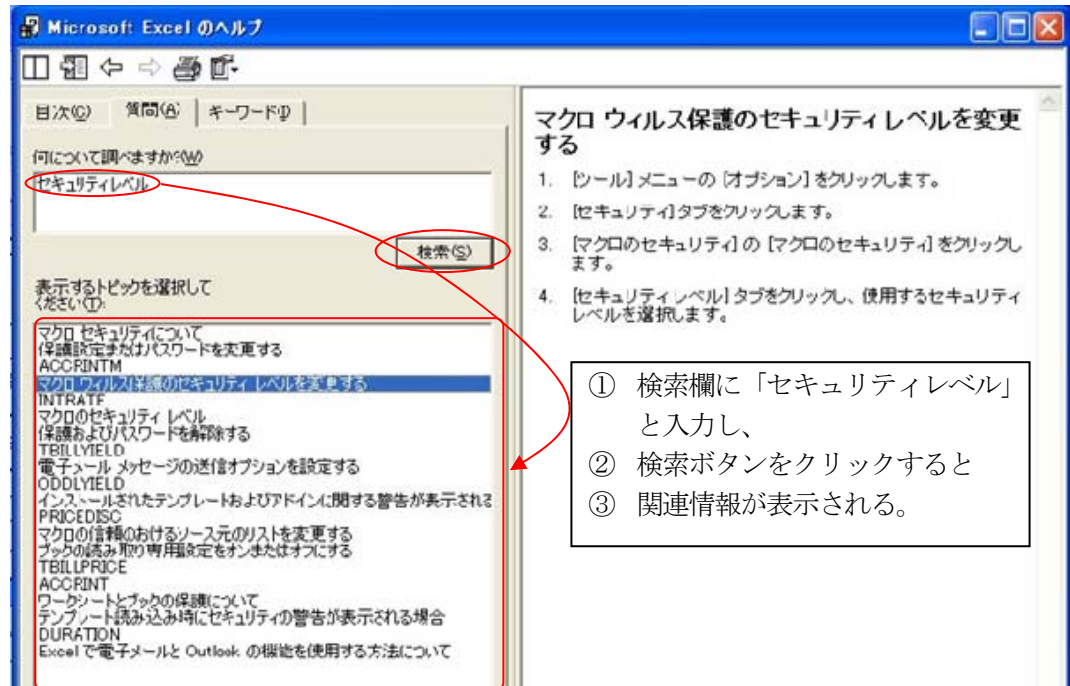 Microsoft Excel のヘルプ
目次(C) 質問(A) キーワード(I)
何について調べますか?(W)
セキュリティレベル
検索(S)
表示するトピックを選択して
ください(T):
マクロ セキュリティについて
保護設定またはパスワードを変更する
ACCRINTM
マクロ ウィルス保護のセキュリティ レベルを変更する
INTRATE
マクロのセキュリティ レベル
保護およびパスワードを解除する
TBILLYIELD
電子メール メッセージの送信オプションを設定する
ODDLYIELD
インストールされたテンプレートおよびアドインに関する警告が表示される
PRICEDISC
マクロの信頼のおけるソース元のリストを変更する
ブックの読み取り専用設定をオンまたはオフにする
TBILLPRICE
ACCRINT
ワークシートとブックの保護について
テンプレート読み込み時にセキュリティの警告が表示される場合
DURATION
Excel で電子メールと Outlook の機能を使用する方法について
マクロ ウィルス保護のセキュリティ レベルを変更
する
1. [ツール] メニューの [オプション] をクリックします。
2. [セキュリティ] タブをクリックします。
3. [マクロのセキュリティ] の [マクロのセキュリティ] をクリックし
ます。
4. [セキュリティ レベル] タブをクリックし、使用するセキュリティ
レベルを選択します。
① 検索欄に「セキュリティレベル」
と入力し、
② 検索ボタンをクリックすると
③ 関連情報が表示される。